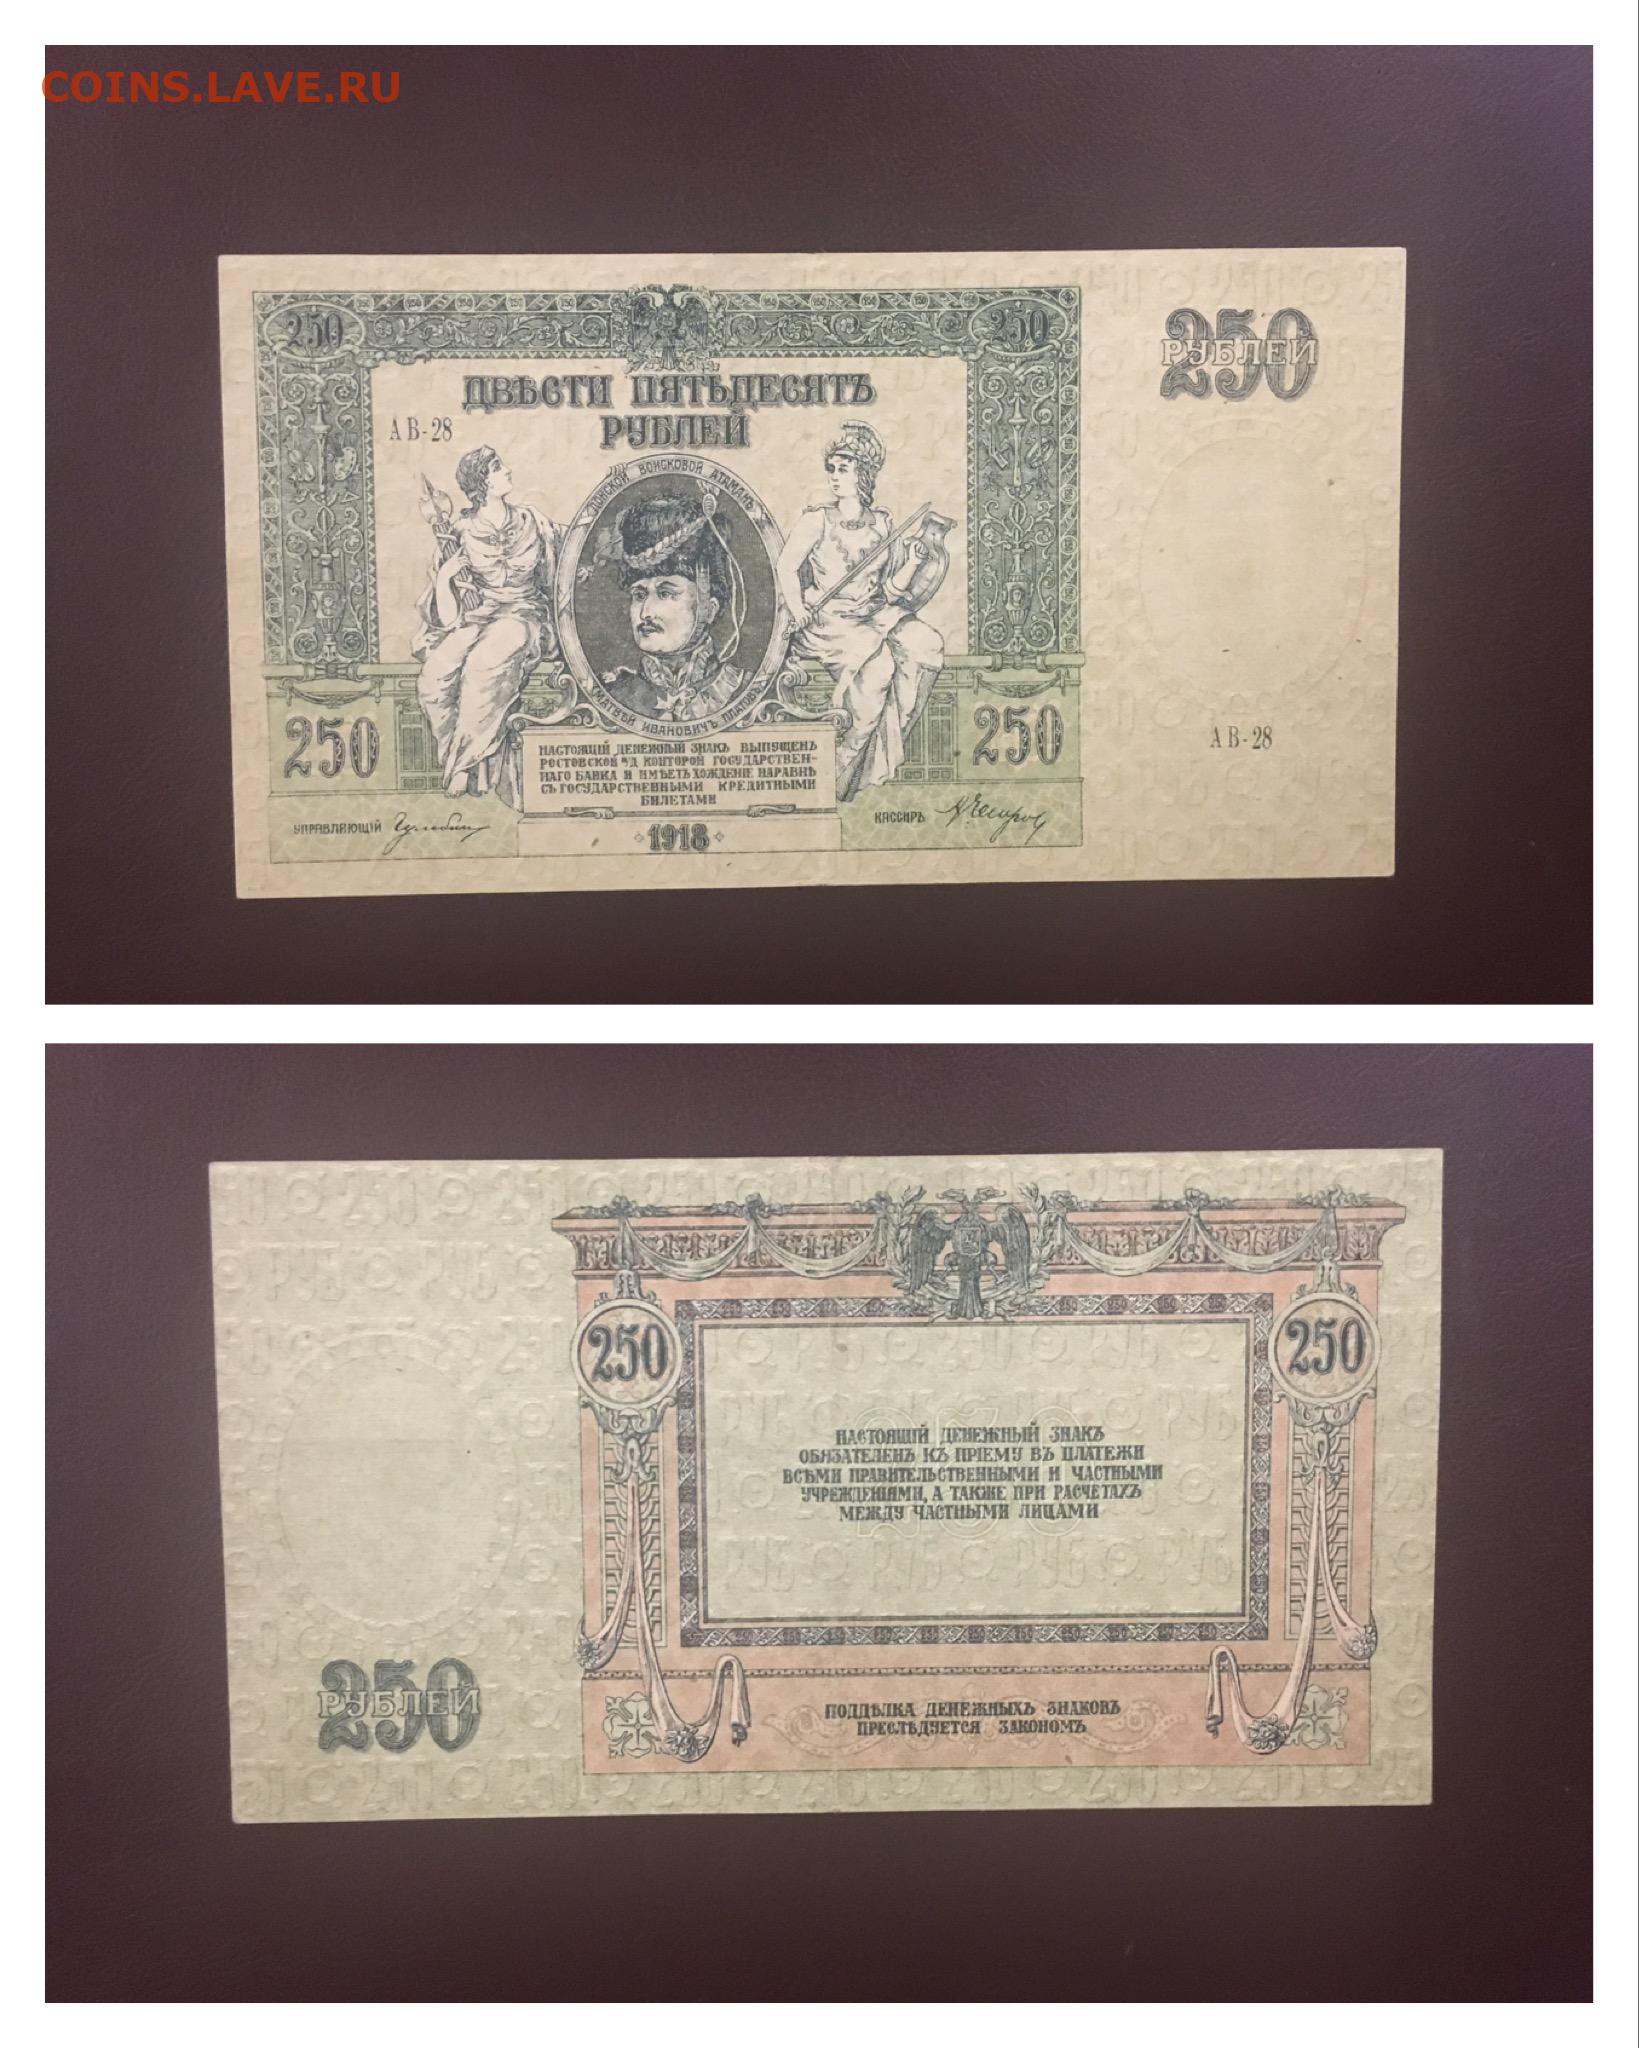 COINS.LAVE.RU
250 250
250
РУБЛЕЙ
ДВѢСТИ ПЯТЬДЕСЯТЪ
РУБЛЕЙ
АВ-28
ДОНСКОЙ ВОЙСКОВОЙ АТАМАНЪ
МАТВѢЙ ИВАНОВИЧЪ ПЛАТОВЪ
250 250
АВ-28
НАСТОЯЩІЙ ДЕНЕЖНЫЙ ЗНАКЪ ВЫПУЩЕНЪ
РОСТОВСКОЙ н/Д КОНТОРОЙ ГОСУДАРСТВЕН-
НАГО БАНКА И ИМѢЕТЪ ХОЖДЕНІЕ НАРАВНѢ
СЪ ГОСУДАРСТВЕННЫМИ КРЕДИТНЫМИ
БИЛЕТАМИ
УПРАВЛЯЮЩІЙ
КАССИРЪ
1918
250 250
НАСТОЯЩІЙ ДЕНЕЖНЫЙ ЗНАКЪ
ОБЯЗАТЕЛЕНЪ КЪ ПРІЕМУ ВЪ ПЛАТЕЖИ
ВСѢМИ ПРАВИТЕЛЬСТВЕННЫМИ И ЧАСТНЫМИ
УЧРЕЖДЕНІЯМИ, А ТАКЖЕ ПРИ РАСЧЕТАХЪ
МЕЖДУ ЧАСТНЫМИ ЛИЦАМИ
250
РУБЛЕЙ
ПОДДѢЛКА ДЕНЕЖНЫХЪ ЗНАКОВЪ
ПРЕСЛѢДУЕТСЯ ЗАКОНОМЪ